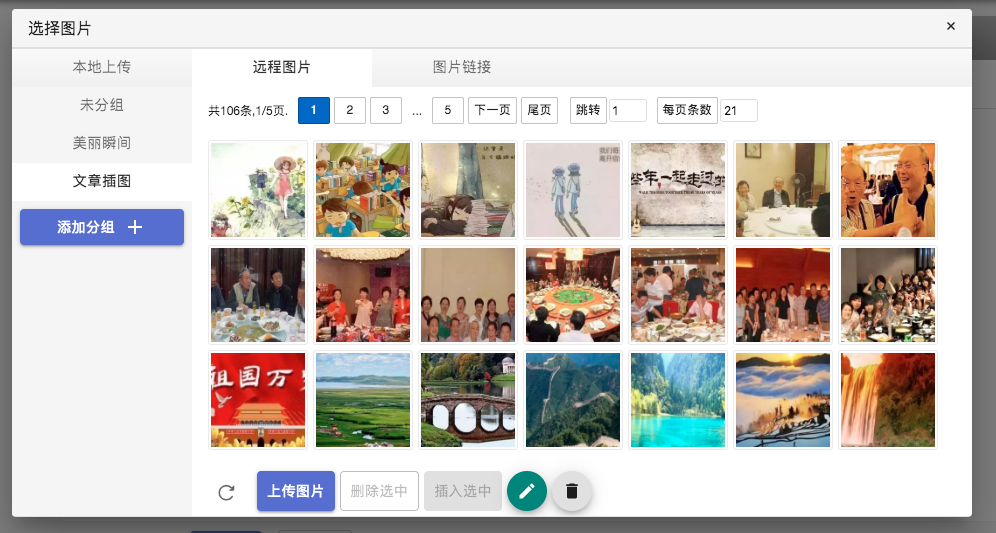 选择图片 ×
本地上传 远程图片 图片链接
未分组
美丽瞬间
文章插图
添加分组 +
共106条,1/5页. 1 2 3 ... 5 下一页 尾页 跳转 1 每页条数 21
些年,一起走过的
祖国万岁
上传图片 删除选中 插入选中